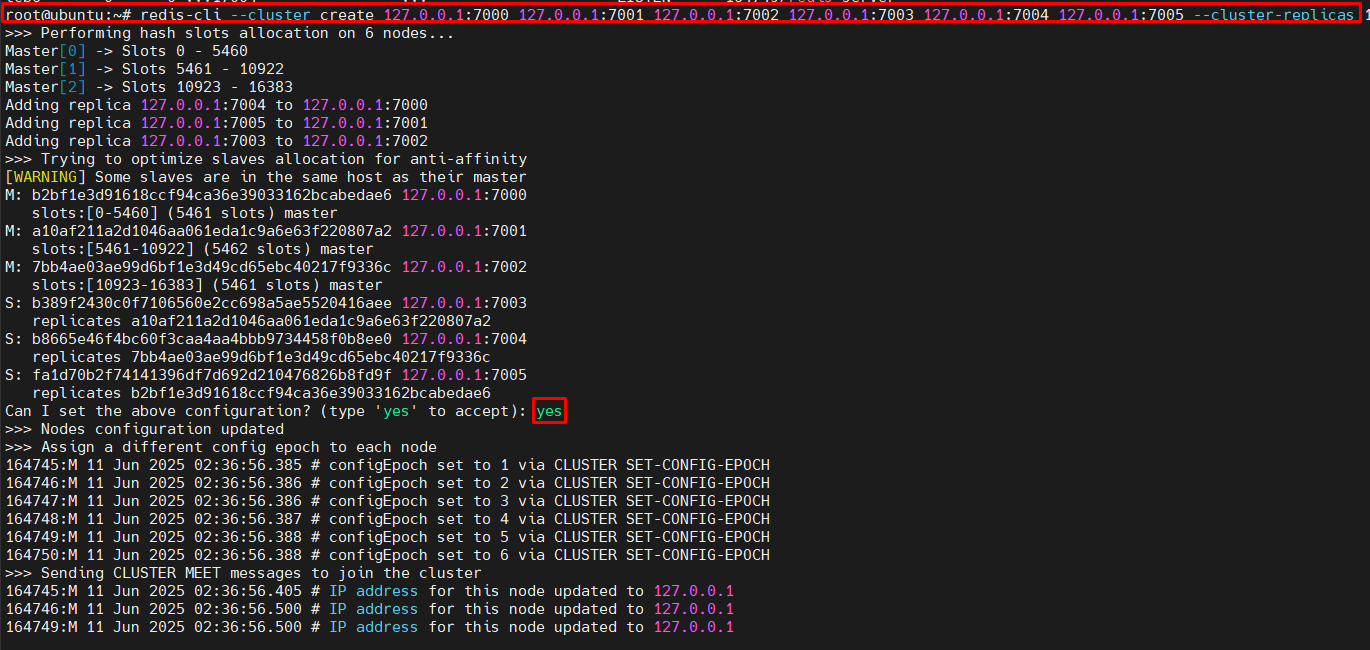 root@ubuntu:~# redis-cli --cluster create 127.0.0.1:7000 127.0.0.1:7001 127.0.0.1:7002 127.0.0.1:7003 127.0.0.1:7004 127.0.0.1:7005 --cluster-replicas 1
>>> Performing hash slots allocation on 6 nodes...
Master[0] -> Slots 0 - 5460
Master[1] -> Slots 5461 - 10922
Master[2] -> Slots 10923 - 16383
Adding replica 127.0.0.1:7004 to 127.0.0.1:7000
Adding replica 127.0.0.1:7005 to 127.0.0.1:7001
Adding replica 127.0.0.1:7003 to 127.0.0.1:7002
>>> Trying to optimize slaves allocation for anti-affinity
[WARNING] Some slaves are in the same host as their master
M: b2bf1e3d91618ccf94ca36e39033162bcabedae6 127.0.0.1:7000
   slots:[0-5460] (5461 slots) master
M: a10af211a2d1046aa061eda1c9a6e63f220807a2 127.0.0.1:7001
   slots:[5461-10922] (5462 slots) master
M: 7bb4ae03ae99d6bf1e3d49cd65ebc40217f9336c 127.0.0.1:7002
   slots:[10923-16383] (5461 slots) master
S: b389f2430c0f7106560e2cc698a5ae5520416aee 127.0.0.1:7003
   replicates a10af211a2d1046aa061eda1c9a6e63f220807a2
S: b8665e46f4bc60f3caa4aa4bbb9734458f0b8ee0 127.0.0.1:7004
   replicates 7bb4ae03ae99d6bf1e3d49cd65ebc40217f9336c
S: fa1d70b2f74141396df7d692d210476826b8fd9f 127.0.0.1:7005
   replicates b2bf1e3d91618ccf94ca36e39033162bcabedae6
Can I set the above configuration? (type 'yes' to accept): yes
>>> Nodes configuration updated
>>> Assign a different config epoch to each node
164745:M 11 Jun 2025 02:36:56.385 # configEpoch set to 1 via CLUSTER SET-CONFIG-EPOCH
164746:M 11 Jun 2025 02:36:56.386 # configEpoch set to 2 via CLUSTER SET-CONFIG-EPOCH
164747:M 11 Jun 2025 02:36:56.386 # configEpoch set to 3 via CLUSTER SET-CONFIG-EPOCH
164748:M 11 Jun 2025 02:36:56.387 # configEpoch set to 4 via CLUSTER SET-CONFIG-EPOCH
164749:M 11 Jun 2025 02:36:56.388 # configEpoch set to 5 via CLUSTER SET-CONFIG-EPOCH
164750:M 11 Jun 2025 02:36:56.388 # configEpoch set to 6 via CLUSTER SET-CONFIG-EPOCH
>>> Sending CLUSTER MEET messages to join the cluster
164745:M 11 Jun 2025 02:36:56.405 # IP address for this node updated to 127.0.0.1
164746:M 11 Jun 2025 02:36:56.500 # IP address for this node updated to 127.0.0.1
164749:M 11 Jun 2025 02:36:56.500 # IP address for this node updated to 127.0.0.1